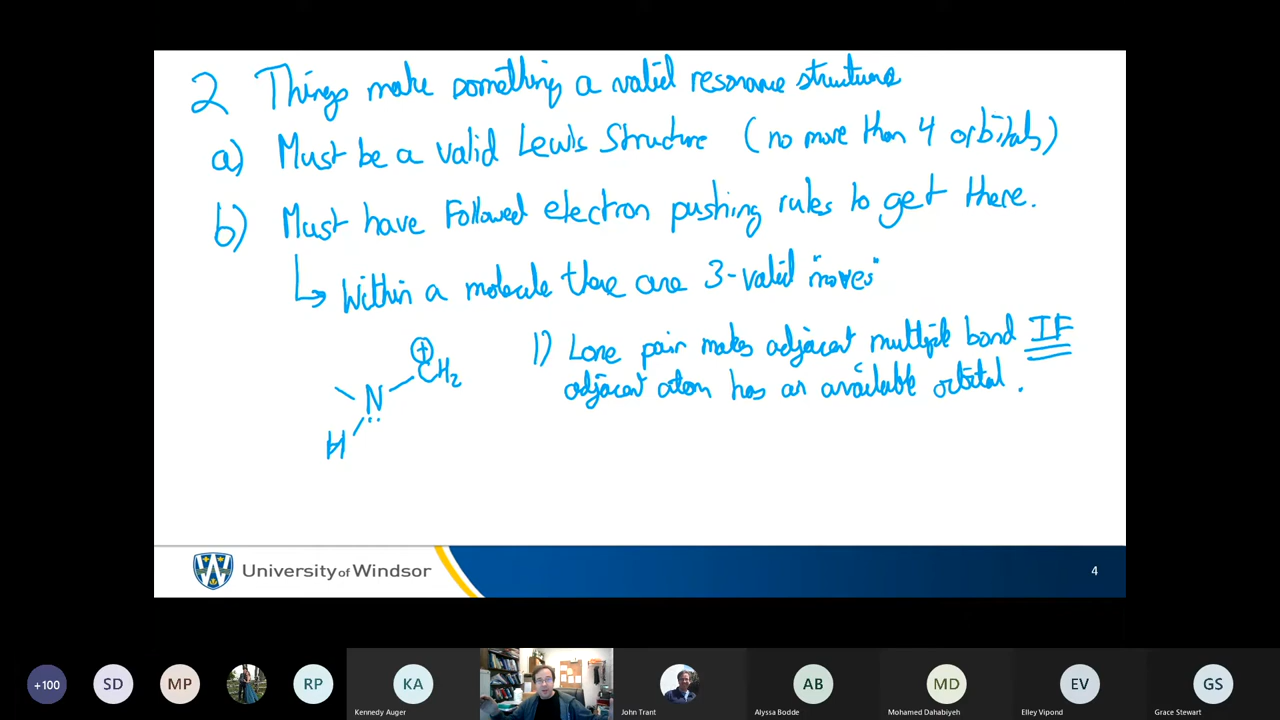 2 Things make something a valid resonance structures
a) Must be a valid Lewis Structure (no more than 4 orbitals)
b) Must have Followed electron pushing rules to get there.
↳ Within a molecule there are 3-valid "moves"
1) Lone pair makes adjacent multiple bond IF
adjacent atom has an available orbital.
+
CH2
N
H
University of Windsor
4
+100
SD
MP
RP
KA
Kennedy Auger
John Trant
AB
Alyssa Bodde
MD
Mohamed Dahabiyeh
EV
Elley Vipond
GS
Grace Stewart